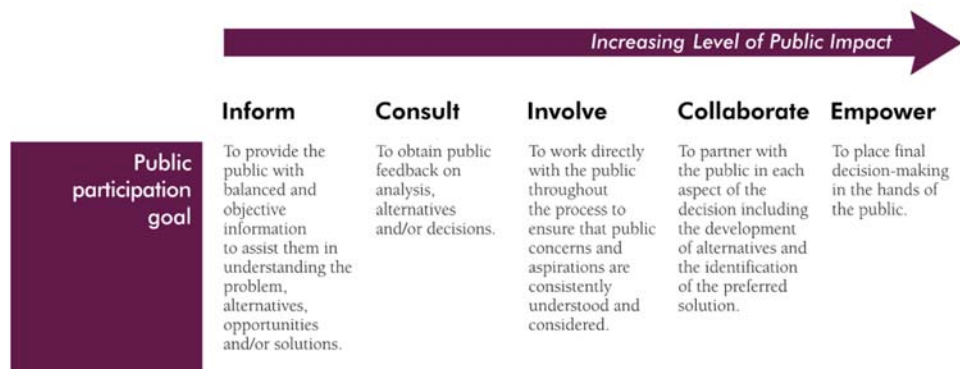 Increasing Level of Public Impact
Inform
Consult
Involve
Collaborate
Empower
Public
participation
goal
To provide the
public with
balanced and
objective
information
to assist them in
understanding the
problem,
alternatives,
opportunities
and/or solutions.
To obtain public
feedback on
analysis,
alternatives
and/or decisions.
To work directly
with the public
throughout
the process to
ensure that public
concerns and
aspirations are
consistently
understood and
considered.
To partner with
the public in each
aspect of the
decision including
the development
of alternatives and
the identification
of the preferred
solution.
To place final
decision-making
in the hands of
the public.